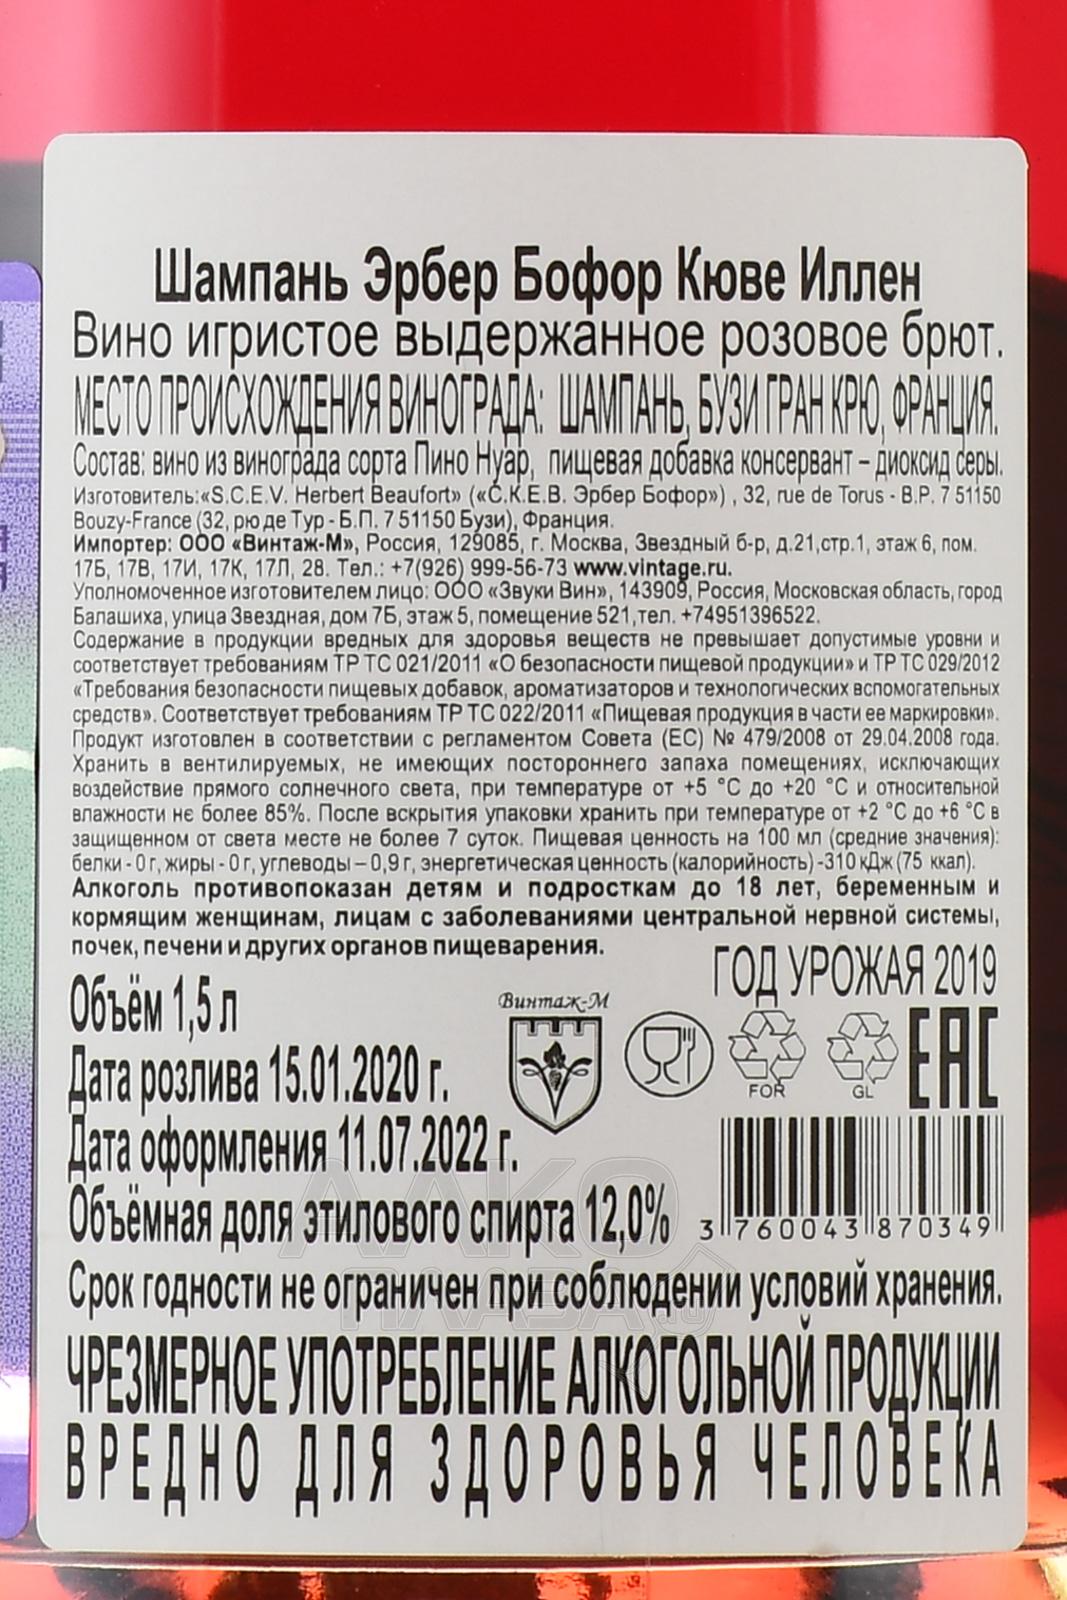 Шампань Эрбер Бофор Кюве Иллен
Вино игристое выдержанное розовое брют.
МЕСТО ПРОИСХОЖДЕНИЯ ВИНОГРАДА: ШАМПАНЬ, БУЗИ ГРАН КРЮ, ФРАНЦИЯ.
Состав: вино из винограда сорта Пино Нуар, пищевая добавка консервант – диоксид серы.
Изготовитель:«S.C.E.V. Herbert Beaufort» («С.К.Е.В. Эрбер Бофор») , 32, rue de Torus - B.P. 7 51150
Bouzy-France (32, рю де Тур - Б.П. 7 51150 Бузи), Франция.
Импортер: ООО «Винтаж-М», Россия, 129085, г. Москва, Звездный б-р, д.21,стр.1, этаж 6, пом.
17Б, 17В, 17И, 17К, 17Л, 28. Тел.: +7(926) 999-56-73 www.vintage.ru.
Уполномоченное изготовителем лицо: ООО «Звуки Вин», 143909, Россия, Московская область, город
Балашиха, улица Звездная, дом 7Б, этаж 5, помещение 521,тел. +74951396522.
Содержание в продукции вредных для здоровья веществ не превышает допустимые уровни и
соответствует требованиям ТР ТС 021/2011 «О безопасности пищевой продукции» и ТР ТС 029/2012
«Требования безопасности пищевых добавок, ароматизаторов и технологических вспомогательных
средств». Соответствует требованиям ТР ТС 022/2011 «Пищевая продукция в части ее маркировки».
Продукт изготовлен в соответствии с регламентом Совета (ЕС) № 479/2008 от 29.04.2008 года.
Хранить в вентилируемых, не имеющих постороннего запаха помещениях, исключающих
воздействие прямого солнечного света, при температуре от +5 °С до +20 °С и относительной
влажности не более 85%. После вскрытия упаковки хранить при температуре от +2 °С до +6 °С в
защищенном от света месте не более 7 суток. Пищевая ценность на 100 мл (средние значения):
белки - 0 г, жиры - 0 г, углеводы – 0,9 г, энергетическая ценность (калорийность) -310 кДж (75 ккал).
Алкоголь противопоказан детям и подросткам до 18 лет, беременным и
кормящим женщинам, лицам с заболеваниями центральной нервной системы,
почек, печени и других органов пищеварения.
ГОД УРОЖАЯ 2019
Объём 1,5 л
Винтаж-М
FOR
GL
EAC
Дата розлива 15.01.2020 г.
Дата оформления 11.07.2022 г.
Объёмная доля этилового спирта 12,0%
3 760043 870349
Срок годности не ограничен при соблюдении условий хранения.
ЧРЕЗМЕРНОЕ УПОТРЕБЛЕНИЕ АЛКОГОЛЬНОЙ ПРОДУКЦИИ
ВРЕДНО ДЛЯ ЗДОРОВЬЯ ЧЕЛОВЕКА